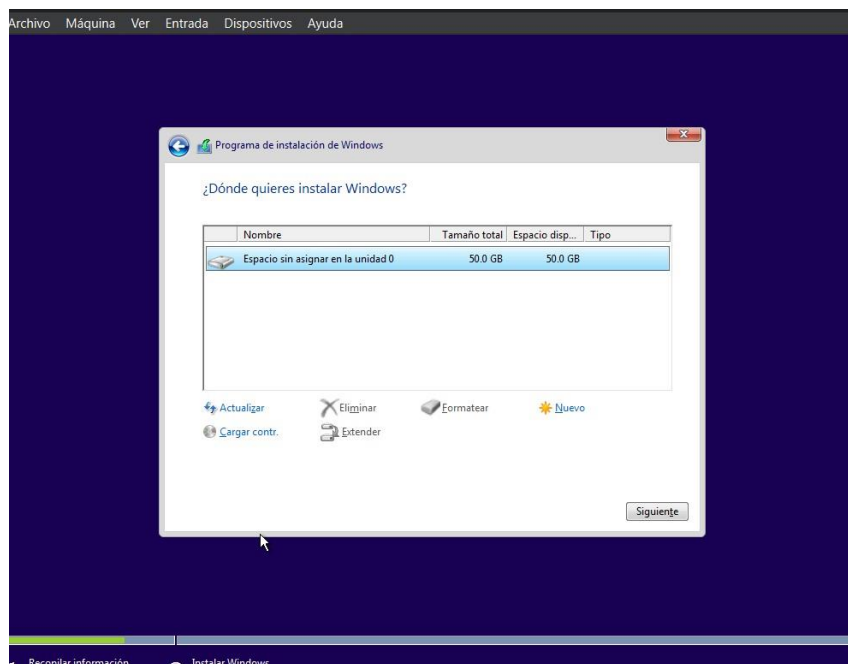 Archivo Máquina Ver Entrada Dispositivos Ayuda
Programa de instalación de Windows
¿Dónde quieres instalar Windows?
Nombre Tamaño total Espacio disp... Tipo
Espacio sin asignar en la unidad 0 50.0 GB 50.0 GB
Actualizar Eliminar Formatear Nuevo
Cargar contr. Extender
Siguiente
Recopilar información Instalar Windows